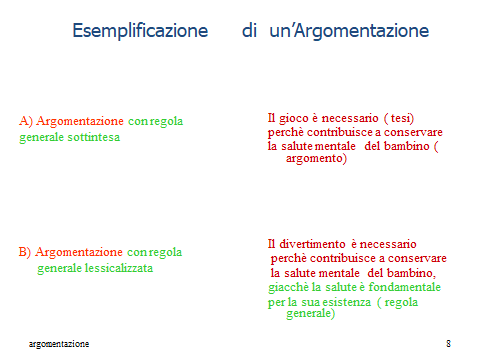 Esemplificazione di un'Argomentazione
A) Argomentazione con regola
generale sottintesa
Il gioco è necessario ( tesi)
perchè contribuisce a conservare
la salute mentale del bambino (
argomento)
B) Argomentazione con regola
generale lessicalizzata
Il divertimento è necessario
perchè contribuisce a conservare
la salute mentale del bambino,
giacchè la salute è fondamentale
per la sua esistenza ( regola
generale)
argomentazione
8